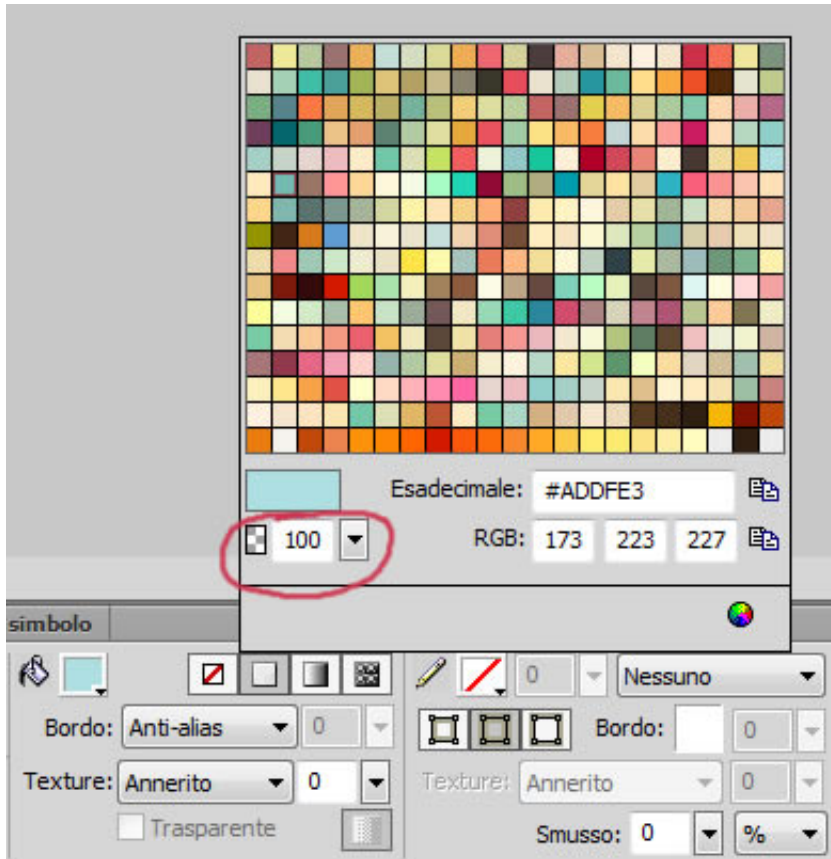 Esadecimale: #ADDFE3
100 RGB: 173 223 227
simbolo
0 Nessuno
Bordo: Anti-alias 0 Bordo: 0
Texture: Annerito 0 Texture: Annerito 0
Trasparente Smusso: 0 %